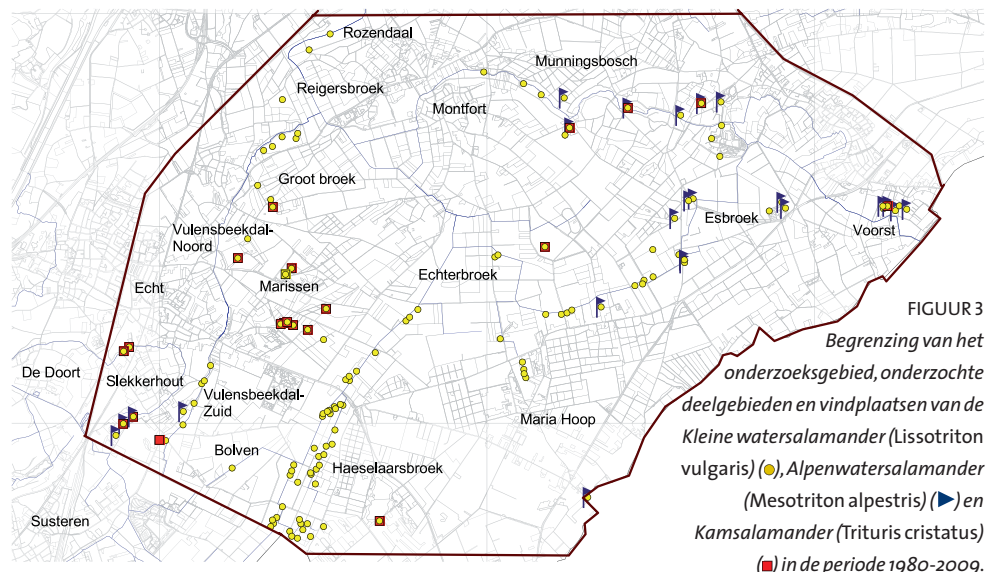 Rozendaal
Munningsbosch
Reigersbroek
Montfort
Groot broek
Esbroek
Vulensbeekdal-
Noord
Voorst
Echterbroek
Marissen
Echt
FIGUUR 3
Begrenzing van het
onderzoeksgebied, onderzochte
deelgebieden en vindplaatsen van de
Kleine watersalamander (Lissotriton
vulgaris) (), Alpenwatersalamander
(Mesotriton alpestris) () en
Kamsalamander (Trituris cristatus)
() in de periode 1980-2009.
De Doort
Slekkerhout
Vulensbeekdal-
Zuid
Maria Hoop
Bolven
Haeselaarsbroek
Susteren